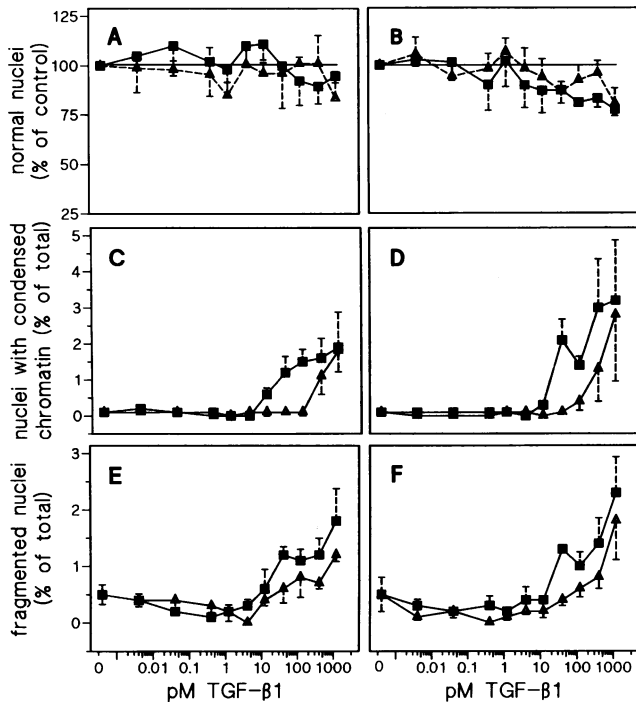 A
B
normal nuclei
(% of control)
125
100
75
50
25
C
D
nuclei with condensed
chromatin (% of total)
5
4
3
2
1
0
E
F
fragmented nuclei
(% of total)
3
2
1
0
0 0.01 0.1 1 10 100 1000
0 0.01 0.1 1 10 100 1000
pM TGF-β1
pM TGF-β1